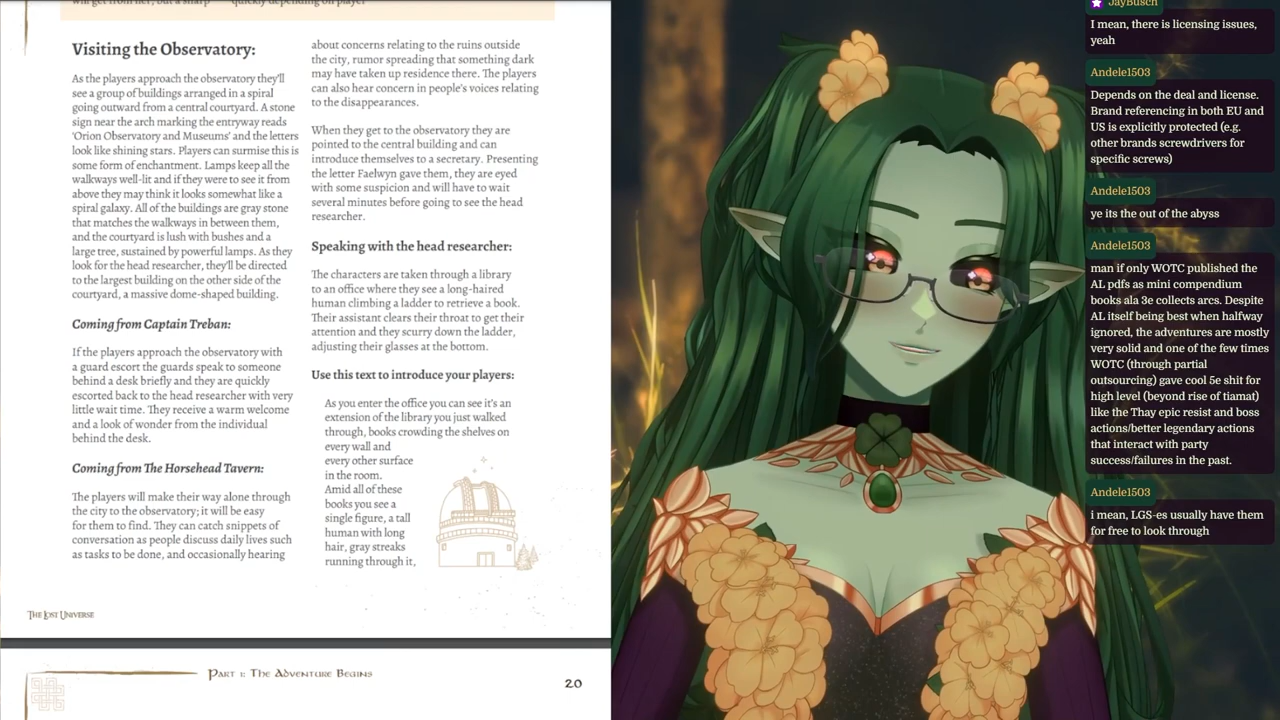 will get from her, but a sharp quickly depending on player
Visiting the Observatory:
As the players approach the observatory they'll
see a group of buildings arranged in a spiral
going outward from a central courtyard. A stone
sign near the arch marking the entryway reads
'Orion Observatory and Museums' and the letters
look like shining stars. Players can surmise this is
some form of enchantment. Lamps keep all the
walkways well-lit and if they were to see it from
above they may think it looks somewhat like a
spiral galaxy. All of the buildings are gray stone
that matches the walkways in between them,
and the courtyard is lush with bushes and a
large tree, sustained by powerful lamps. As they
look for the head researcher, they'll be directed
to the largest building on the other side of the
courtyard, a massive dome-shaped building.
Coming from Captain Treban:
If the players approach the observatory with
a guard escort the guards speak to someone
behind a desk briefly and they are quickly
escorted back to the head researcher with very
little wait time. They receive a warm welcome
and a look of wonder from the individual
behind the desk.
Coming from The Horsehead Tavern:
The players will make their way alone through
the city to the observatory; it will be easy
for them to find. They can catch snippets of
conversation as people discuss daily lives such
as tasks to be done, and occasionally hearing
about concerns relating to the ruins outside
the city, rumor spreading that something dark
may have taken up residence there. The players
can also hear concern in people's voices relating
to the disappearances.
When they get to the observatory they are
pointed to the central building and can
introduce themselves to a secretary. Presenting
the letter Faelwyn gave them, they are eyed
with some suspicion and will have to wait
several minutes before going to see the head
researcher.
Speaking with the head researcher:
The characters are taken through a library
to an office where they see a long-haired
human climbing a ladder to retrieve a book.
Their assistant clears their throat to get their
attention and they scurry down the ladder,
adjusting their glasses at the bottom.
Use this text to introduce your players:
As you enter the office you can see it's an
extension of the library you just walked
through, books crowding the shelves on
every wall and
every other surface
in the room.
Amid all of these
books you see a
single figure, a tall
human with long
hair, gray streaks
running through it,
The Lost Universe
Part 1: The Adventure Begins
20
JayBusch
I mean, there is licensing issues,
yeah
Andele1503
Depends on the deal and license.
Brand referencing in both EU and
US is explicitly protected (e.g.
other brands screwdrivers for
specific screws)
Andele1503
ye its the out of the abyss
Andele1503
man if only WOTC published the
AL pdfs as mini compendium
books ala 3e collects arcs. Despite
AL itself being best when halfway
ignored, the adventures are mostly
very solid and one of the few times
WOTC (through partial
outsourcing) gave cool 5e shit for
high level (beyond rise of tiamat)
like the Thay epic resist and boss
actions/better legendary actions
that interact with party
success/failures in the past.
Andele1503
i mean, LGS-es usually have them
for free to look through